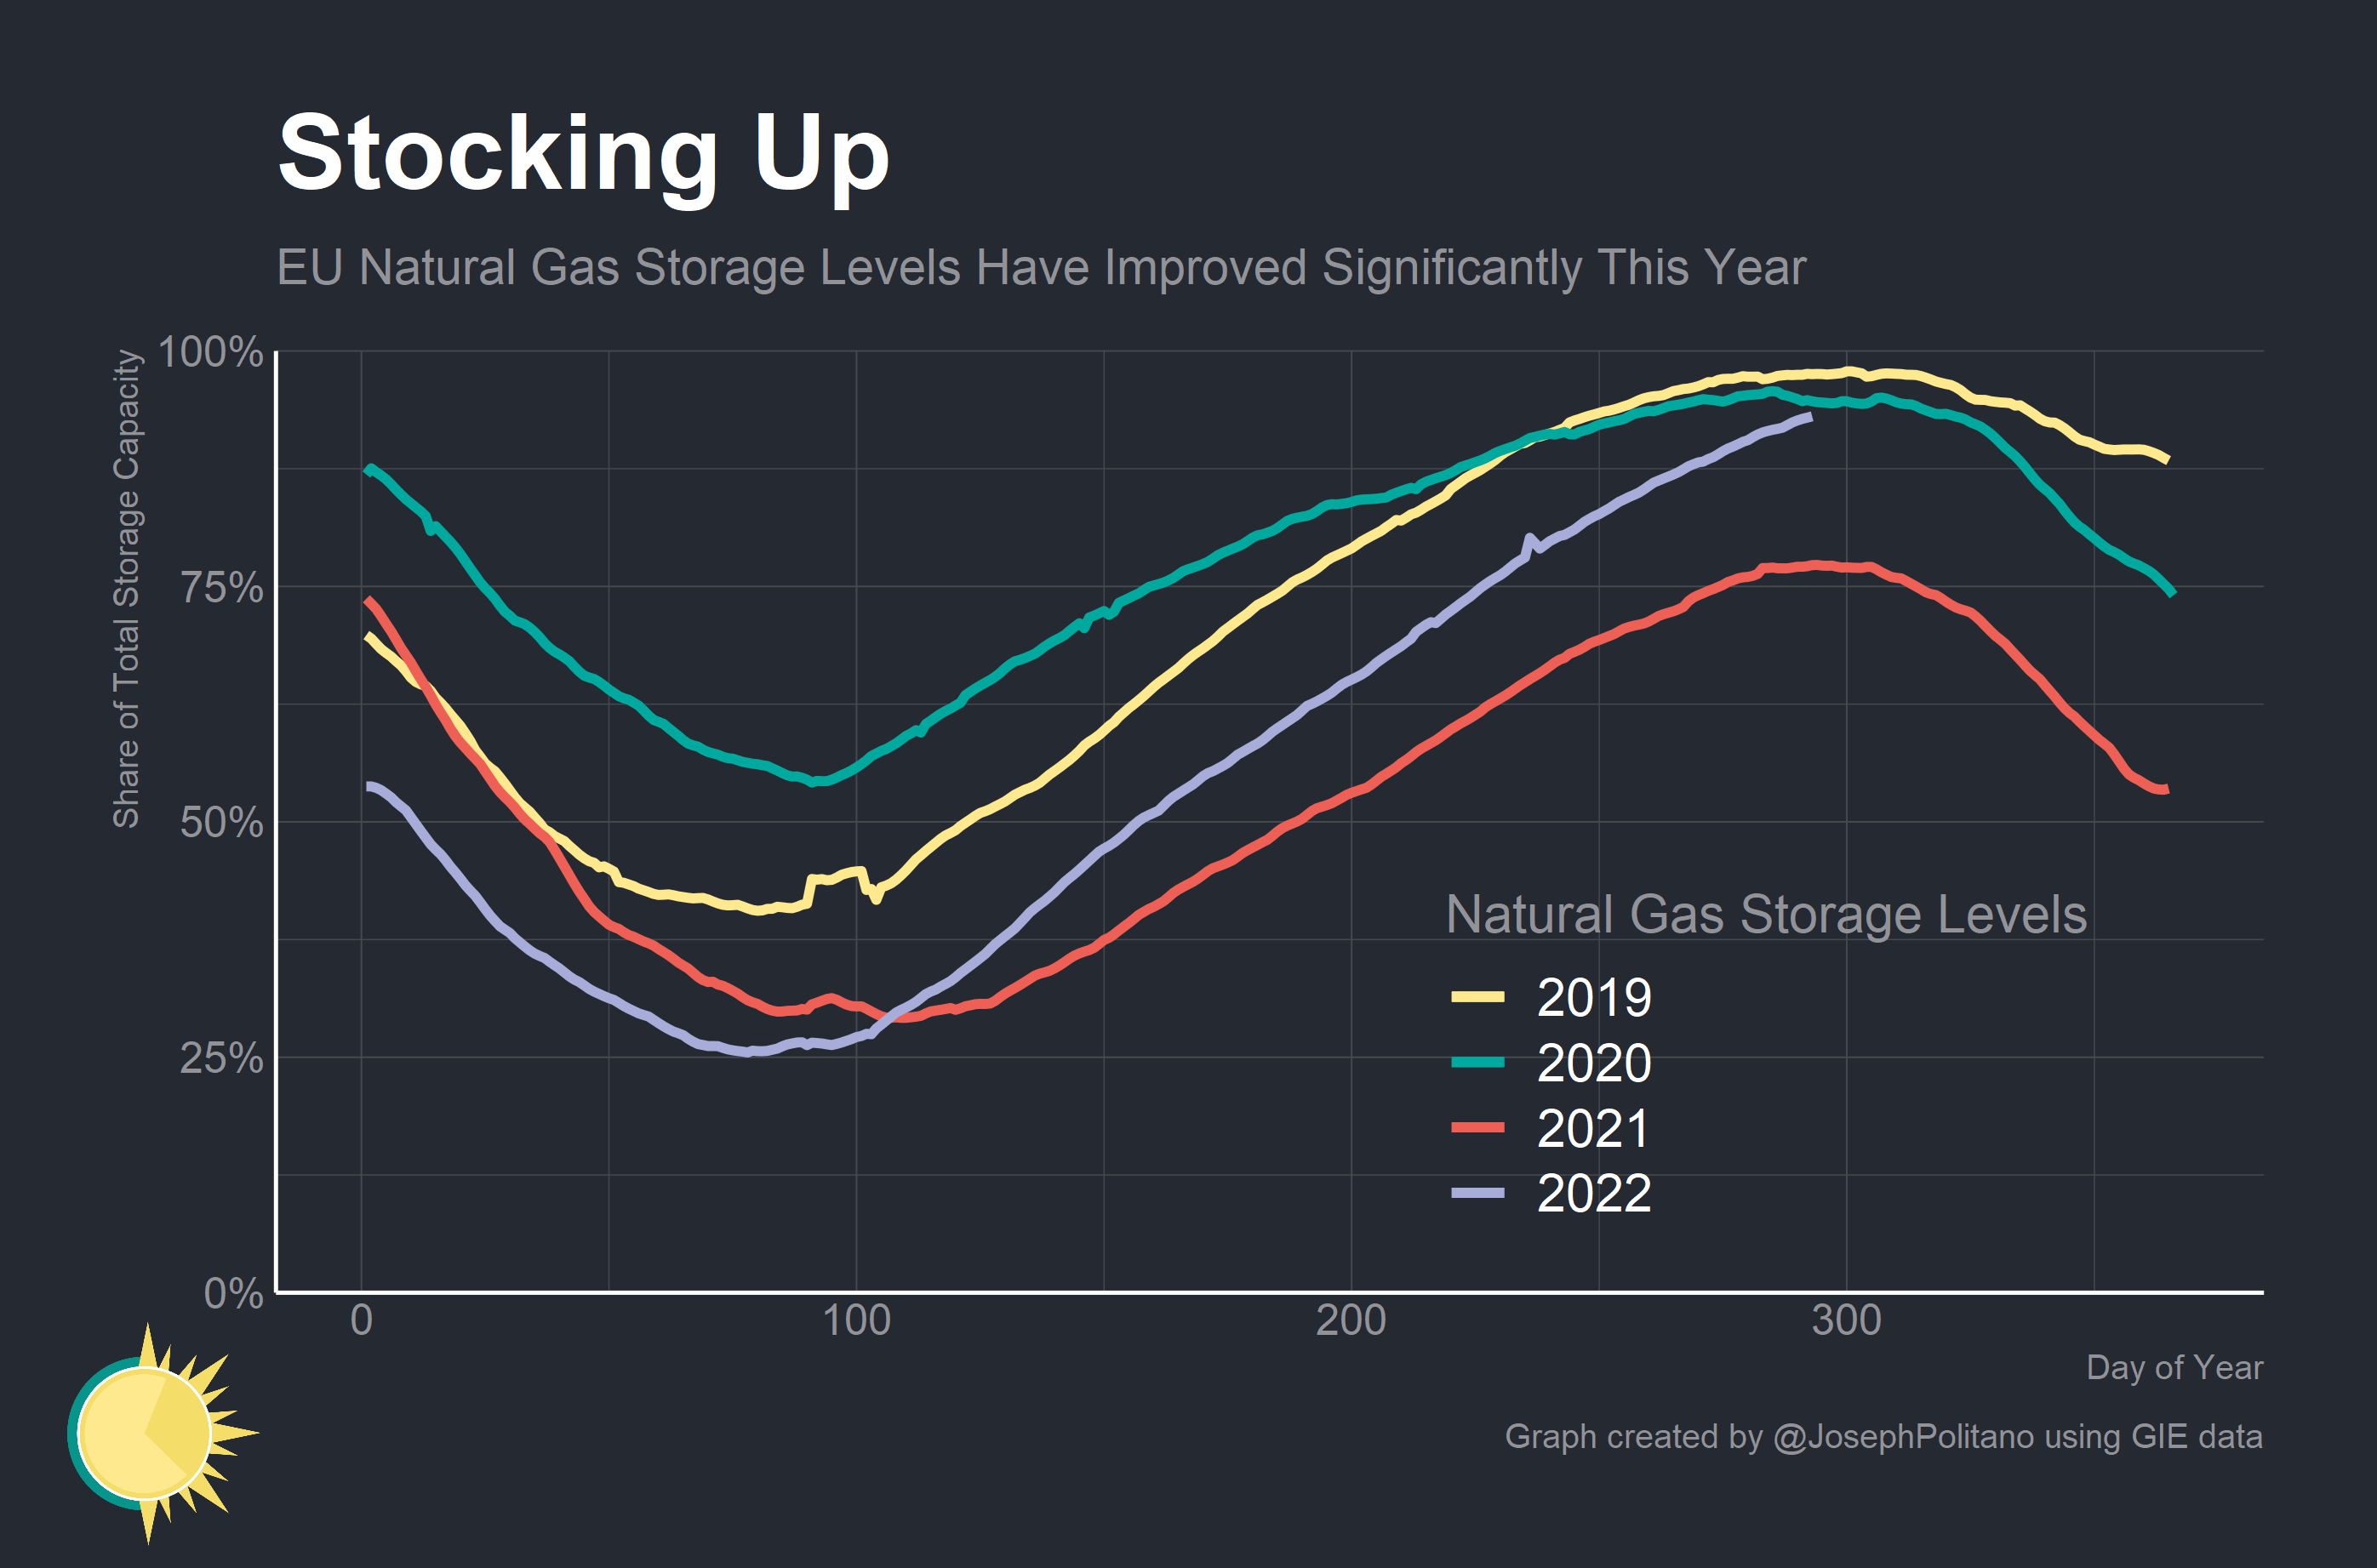 Stocking Up
EU Natural Gas Storage Levels Have Improved Significantly This Year
Share of Total Storage Capacity
100%
75%
50%
25%
0%
Natural Gas Storage Levels
2019
2020
2021
2022
0
100
200
300
Day of Year
Graph created by @JosephPolitano using GIE data